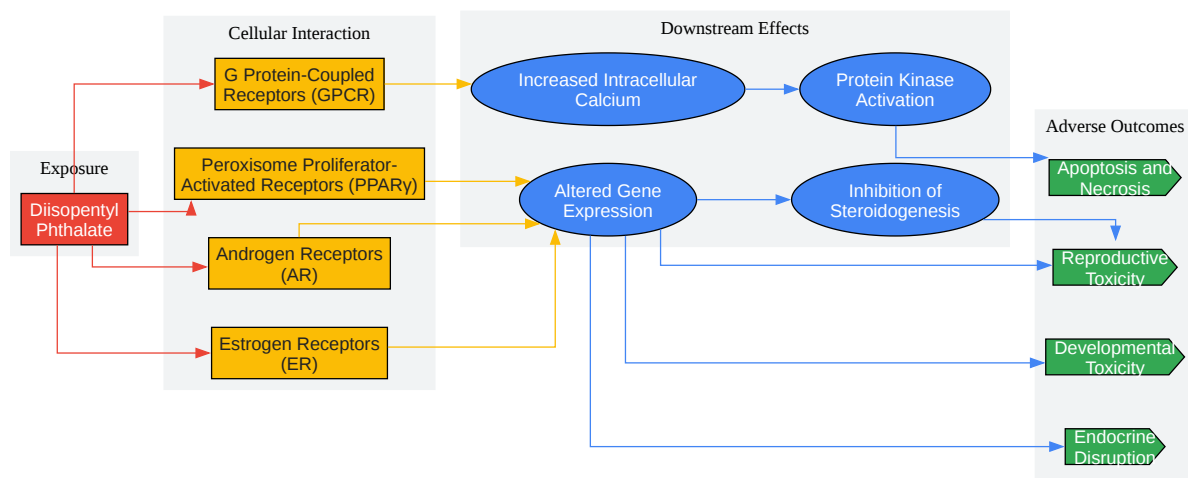 Exposure
Diisopentyl
Phthalate
Cellular Interaction
G Protein-Coupled
Receptors (GPCR)
Peroxisome Proliferator-
Activated Receptors (PPARγ)
Androgen Receptors
(AR)
Estrogen Receptors
(ER)
Downstream Effects
Increased Intracellular
Calcium
Protein Kinase
Activation
Altered Gene
Expression
Inhibition of
Steroidogenesis
Adverse Outcomes
Apoptosis and
Necrosis
Reproductive
Toxicity
Developmental
Toxicity
Endocrine
Disruption